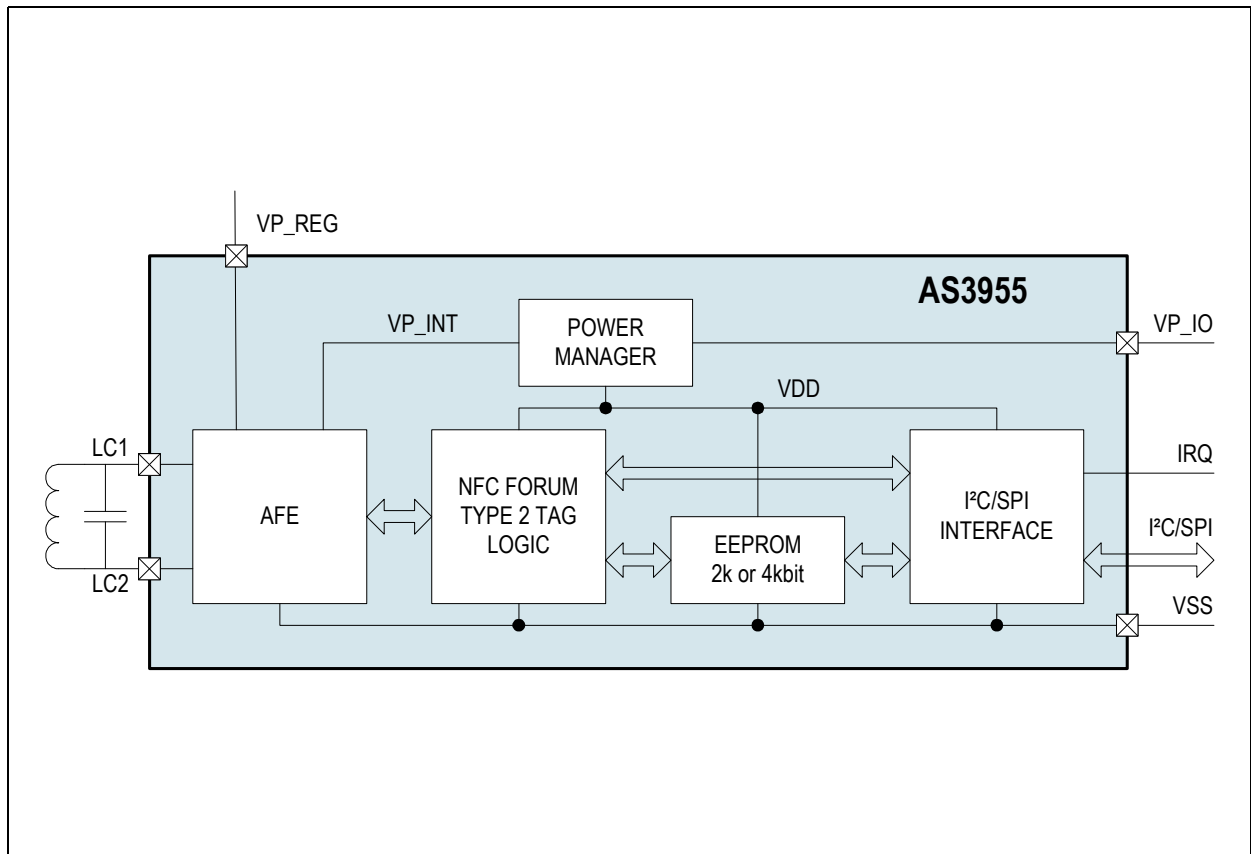 VP_REG
AS3955
VP_INT
POWER
MANAGER
VP_IO
VDD
LC1
IRQ
AFE
NFC FORUM
TYPE 2 TAG
LOGIC
I²C/SPI
INTERFACE
I²C/SPI
EEPROM
2k or 4kbit
LC2
VSS